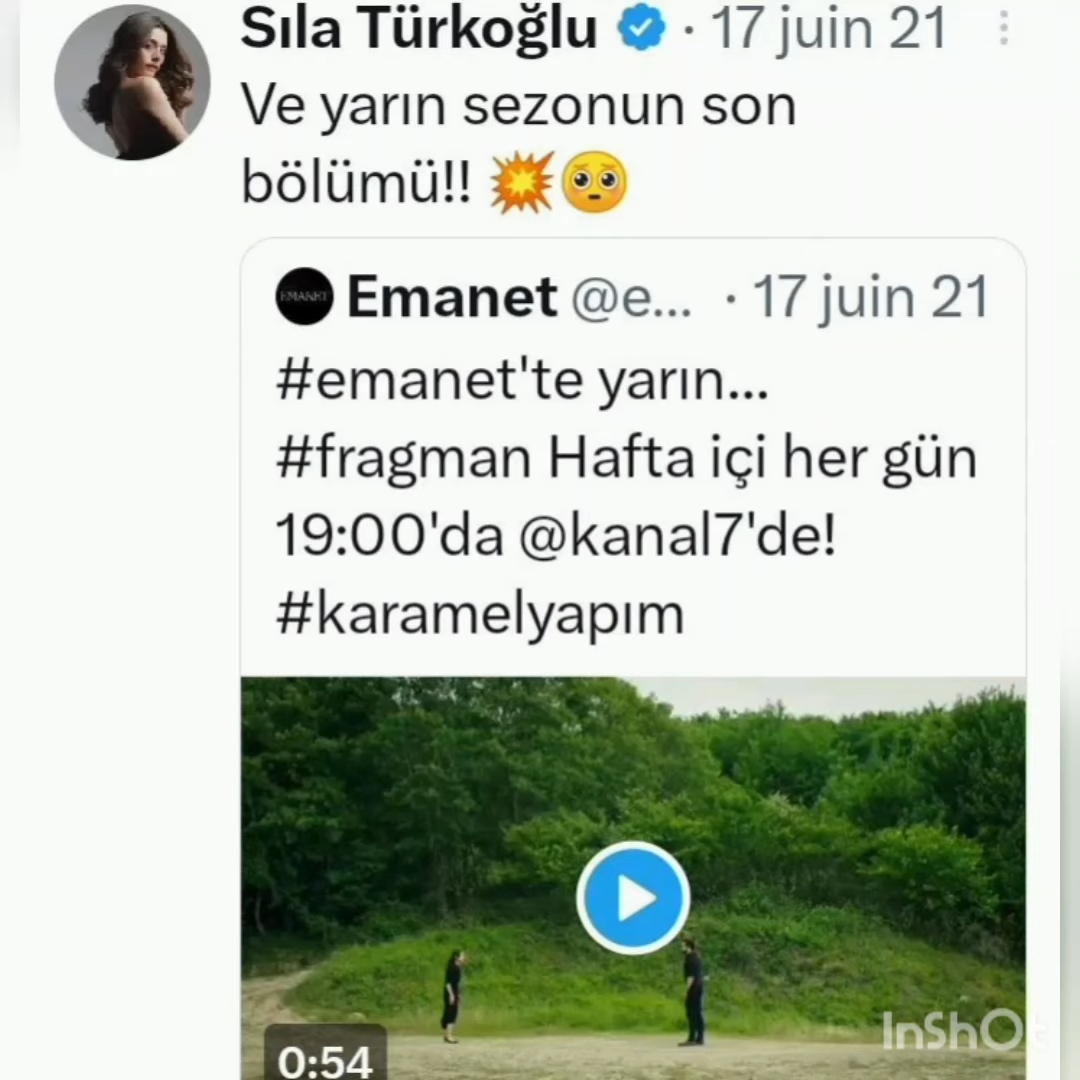 Sıla Türkoğlu · 17 juin 21
Ve yarın sezonun son
bölümü!! 💥🥺
EMANET
Emanet @e... · 17 juin 21
#emanet'te yarın...
#fragman Hafta içi her gün
19:00'da @kanal7'de!
#karamelyapım
0:54
InShOt